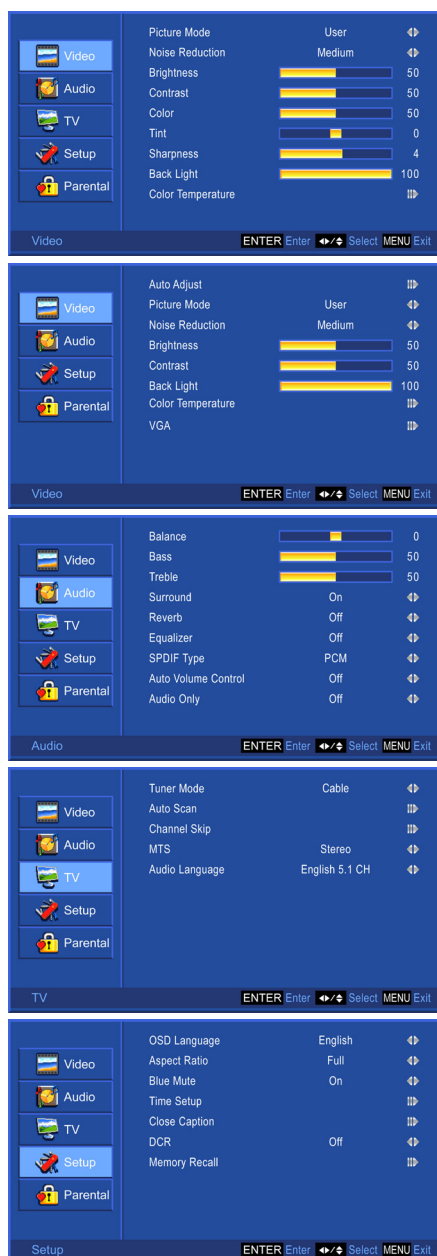 Picture Mode User
Video
Noise Reduction Medium
Brightness 50
Audio
Contrast 50
TV
Color 50
Tint 0
Setup
Sharpness 4
Parental
Back Light 100
Color Temperature
Video ENTER Enter Select MENU Exit
Auto Adjust
Video
Picture Mode User
Noise Reduction Medium
Audio
Brightness 50
Setup
Contrast 50
Back Light 100
Parental
Color Temperature
VGA
Video ENTER Enter Select MENU Exit
Balance 0
Video
Bass 50
Treble 50
Audio
Surround On
TV
Reverb Off
Equalizer Off
Setup
SPDIF Type PCM
Auto Volume Control Off
Parental
Audio Only Off
Audio ENTER Enter Select MENU Exit
Tuner Mode Cable
Video
Auto Scan
Channel Skip
Audio
MTS Stereo
TV
Audio Language English 5.1 CH
Setup
Parental
TV ENTER Enter Select MENU Exit
OSD Language English
Video
Aspect Ratio Full
Blue Mute On
Audio
Time Setup
TV
Close Caption
DCR Off
Setup
Memory Recall
Parental
Setup ENTER Enter Select MENU Exit